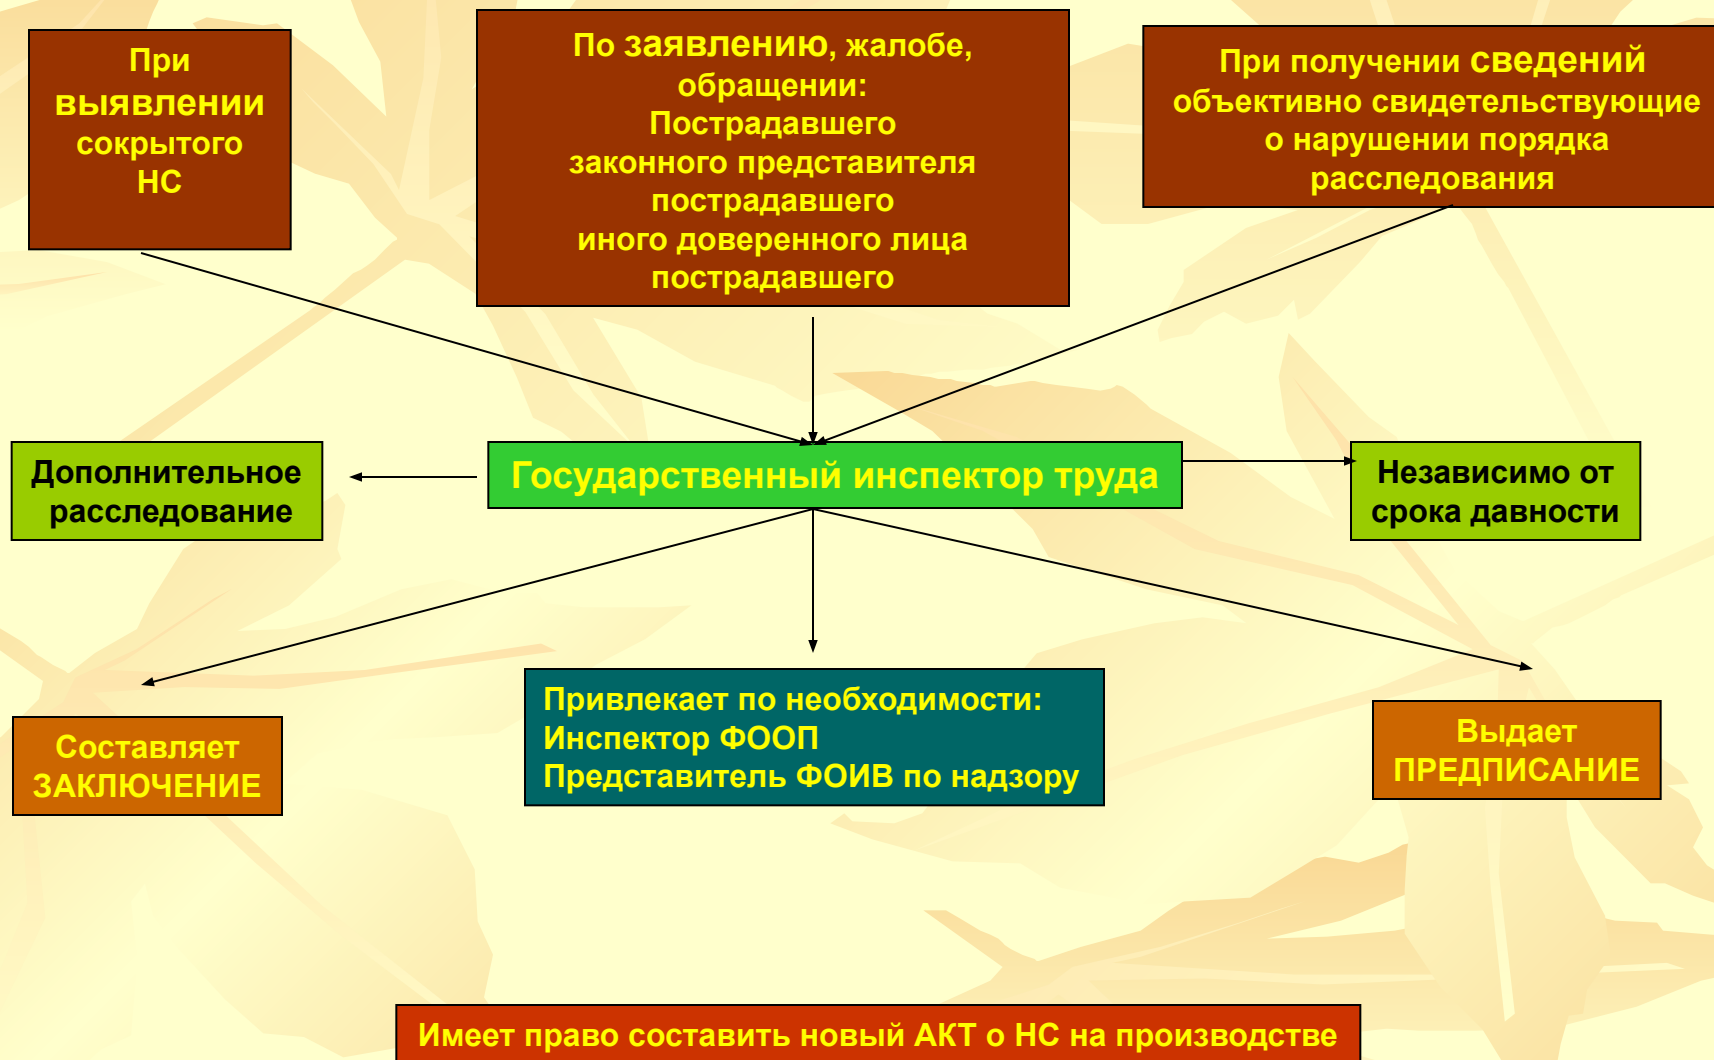 При
выявлении
сокрытого
НС
По заявлению, жалобе,
обращении:
Пострадавшего
законного представителя
пострадавшего
иного доверенного лица
пострадавшего
При получении сведений
объективно свидетельствующие
о нарушении порядка
расследования
Дополнительное
расследование
Государственный инспектор труда
Независимо от
срока давности
Составляет
ЗАКЛЮЧЕНИЕ
Привлекает по необходимости:
Инспектор ФООП
Представитель ФОИВ по надзору
Выдает
ПРЕДПИСАНИЕ
Имеет право составить новый АКТ о НС на производстве